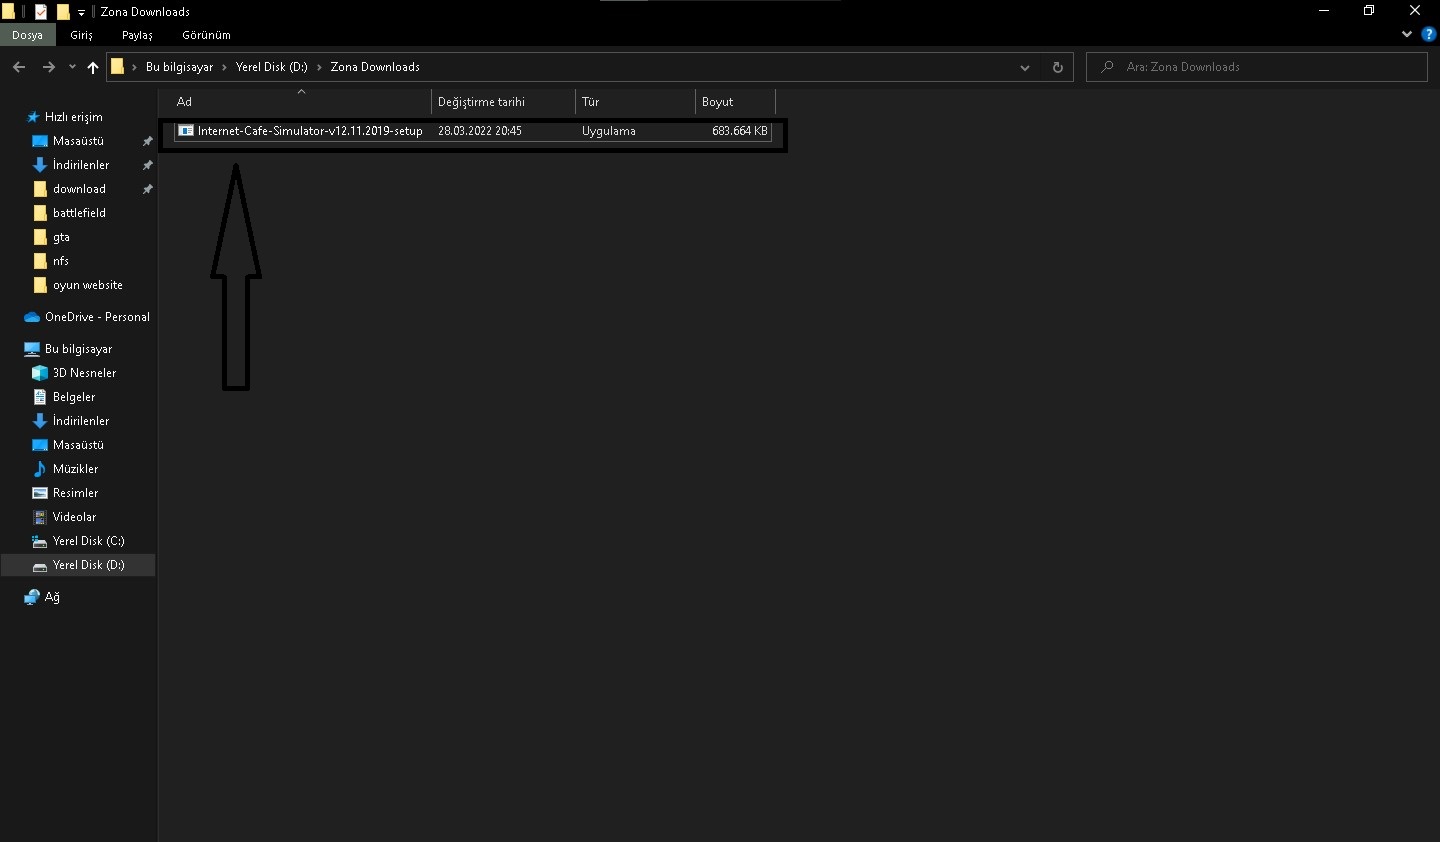 Zona Downloads
Dosya Giriş Paylaş Görünüm
Bu bilgisayar > Yerel Disk (D:) > Zona Downloads
Ara: Zona Downloads
Ad Değiştirme tarihi Tür Boyut
Internet-Cafe-Simulator-v12.11.2019-setup 28.03.2022 20:45 Uygulama 683.664 KB
Hızlı erişim
Masaüstü
İndirilenler
download
battlefield
gta
nfs
oyun website
OneDrive - Personal
Bu bilgisayar
3D Nesneler
Belgeler
İndirilenler
Masaüstü
Müzikler
Resimler
Videolar
Yerel Disk (C:)
Yerel Disk (D:)
Ağ